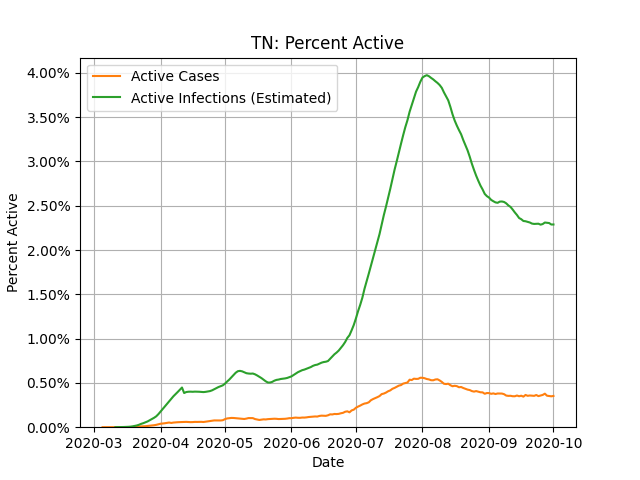 TN: Percent Active
Active Cases
Active Infections (Estimated)
4.00%
3.50%
3.00%
2.50%
2.00%
1.50%
1.00%
0.50%
0.00%
Percent Active
2020-03 2020-04 2020-05 2020-06 2020-07 2020-08 2020-09 2020-10
Date